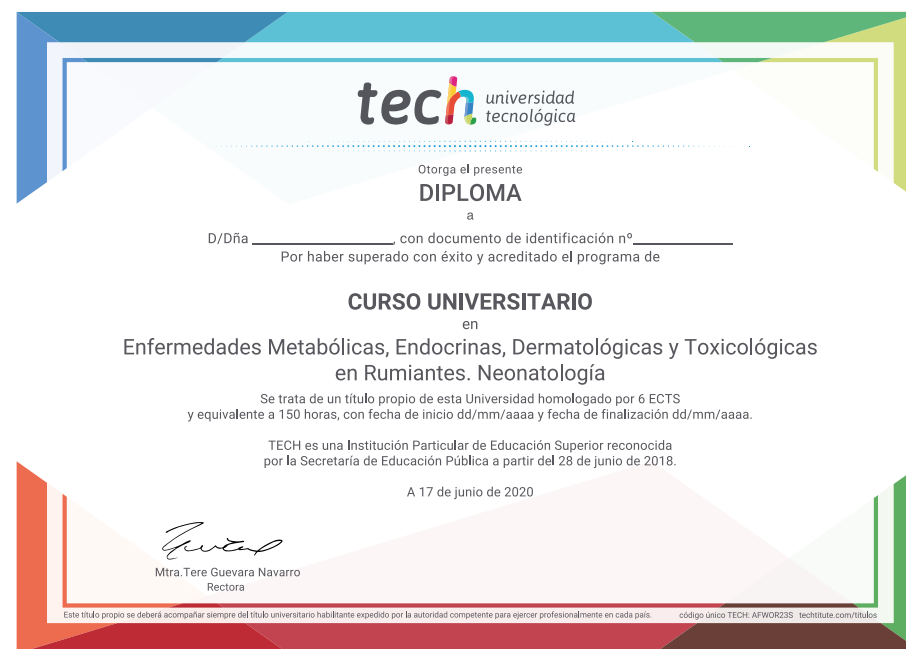 tech universidad
tecnológica
Otorga el presente
DIPLOMA
a
D/Dña ____________, con documento de identificación nº____________
Por haber superado con éxito y acreditado el programa de
CURSO UNIVERSITARIO
en
Enfermedades Metabólicas, Endocrinas, Dermatológicas y Toxicológicas
en Rumiantes. Neonatología
Se trata de un título propio de esta Universidad homologado por 6 ECTS
y equivalente a 150 horas, con fecha de inicio dd/mm/aaaa y fecha de finalización dd/mm/aaaa.
TECH es una Institución Particular de Educación Superior reconocida
por la Secretaría de Educación Pública a partir del 28 de junio de 2018.
A 17 de junio de 2020
Mtra.Tere Guevara Navarro
Rectora
Este título propio se deberá acompañar siempre del título universitario habilitante expedido por la autoridad competente para ejercer profesionalmente en cada país. código único TECH: AFWOR23S techtitute.com/titulos